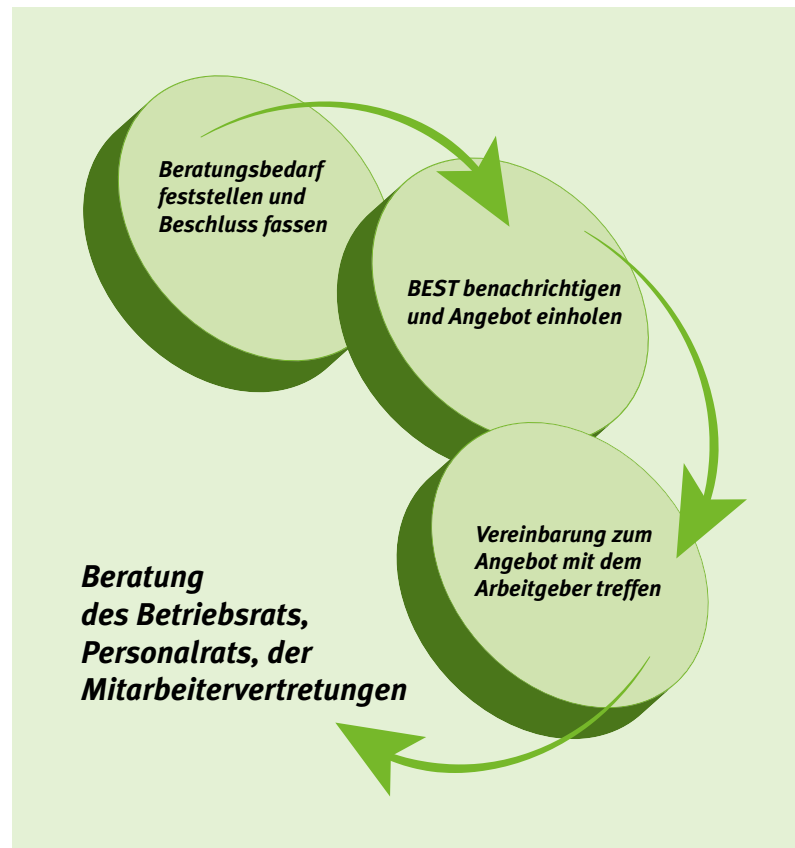 Beratungsbedarf
feststellen und
Beschluss fassen
BEST benachrichtigen
und Angebot einholen
Vereinbarung zum
Angebot mit dem
Arbeitgeber treffen
Beratung
des Betriebsrats,
Personalrats, der
Mitarbeitervertretungen